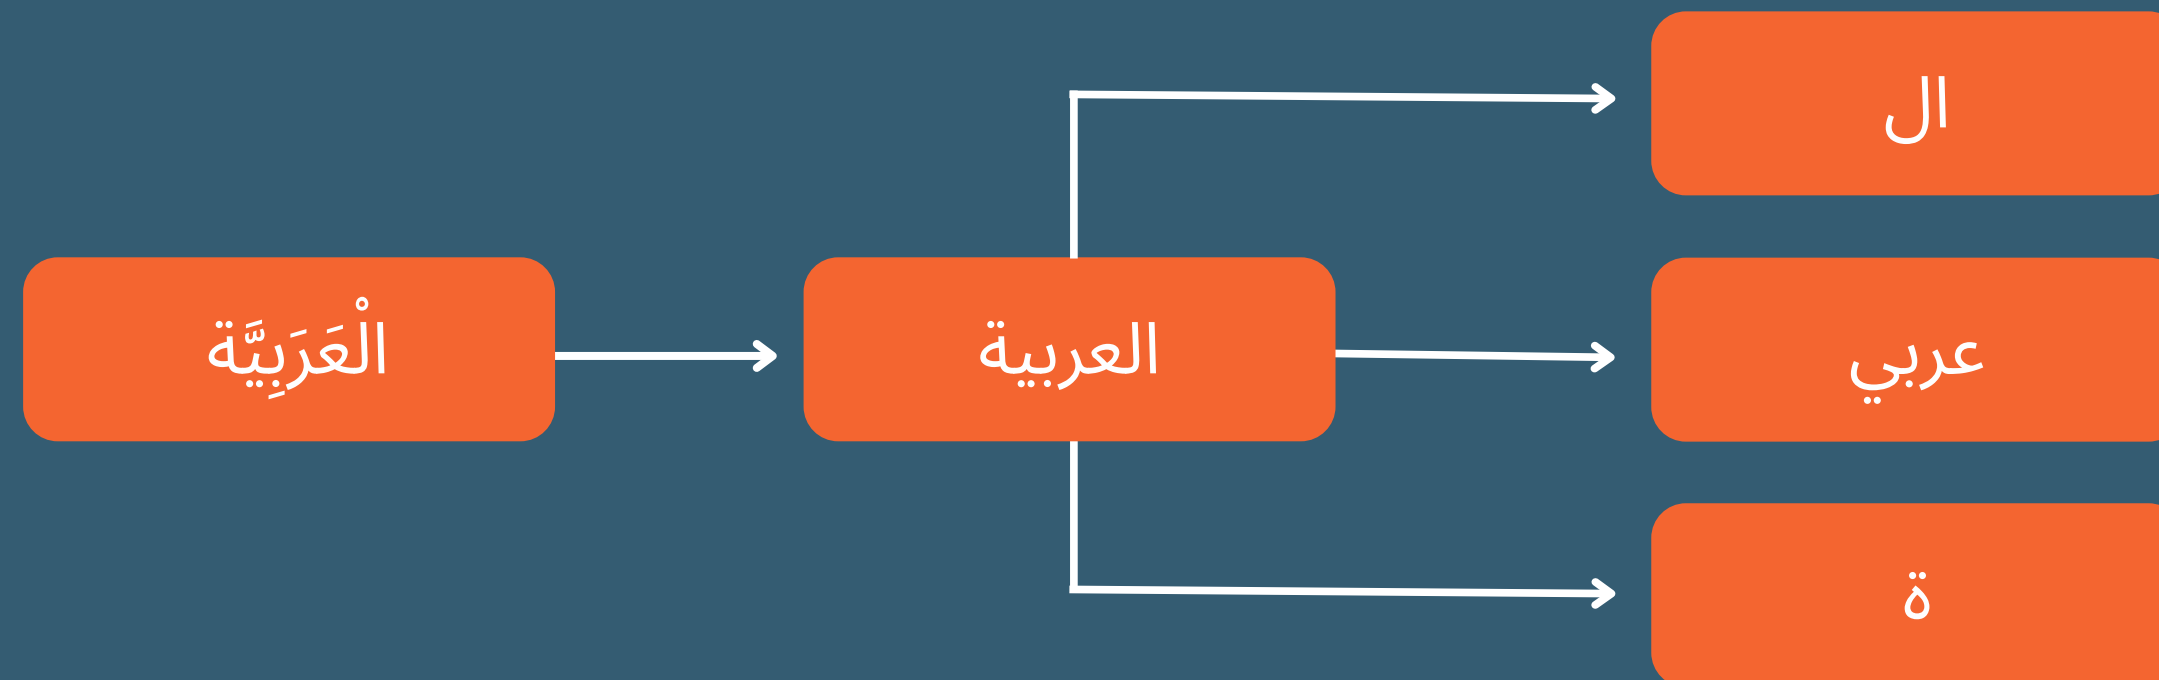 الْعَرَبِيَّة
العربية
ال
عربي
ة